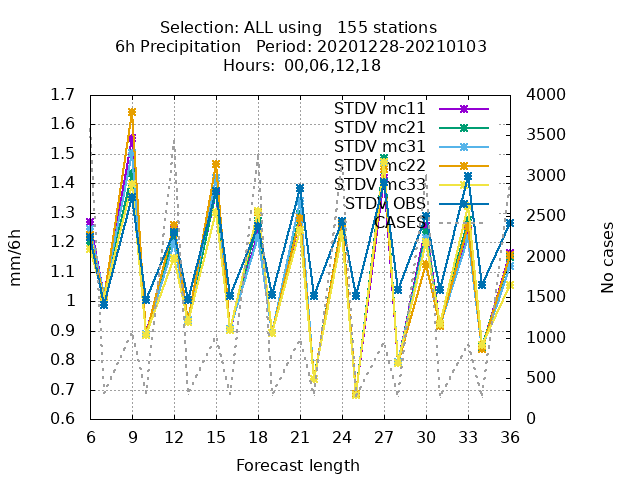 Selection: ALL using   155 stations
6h Precipitation   Period: 20201228-20210103
Hours:  00,06,12,18
1.7
1.6
1.5
1.4
1.3
1.2
1.1
1
0.9
0.8
0.7
0.6
mm/6h
4000
3500
3000
2500
2000
1500
1000
500
0
No cases
STDV mc11
STDV mc21
STDV mc31
STDV mc22
STDV mc33
STDV OBS
CASES
6 9 12 15 18 21 24 27 30 33 36
Forecast length